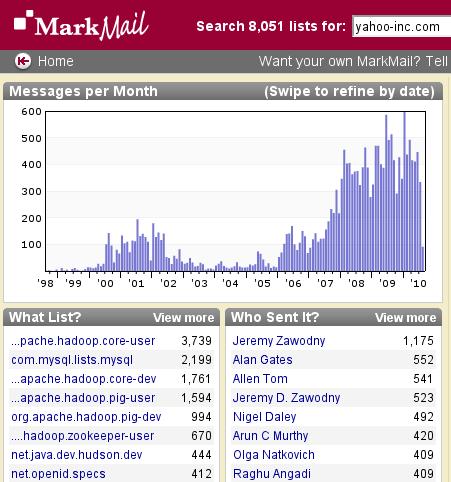 MarkMail Search 8,051 lists for: yahoo-inc.com
Home Want your own MarkMail? Tell
Messages per Month (Swipe to refine by date)
600
500
400
300
200
100
'98 '99 '00 '01 '02 '03 '04 '05 '06 '07 '08 '09 '10
What List? View more
...pache.hadoop.core-user 3,739
com.mysql.lists.mysql 2,199
...apache.hadoop.core-dev 1,761
...apache.hadoop.pig-user 1,594
org.apache.hadoop.pig-dev 994
....hadoop.zookeeper-user 670
net.java.dev.hudson.dev 444
net.openid.specs 412
Who Sent It? View more
Jeremy Zawodny 1,175
Alan Gates 552
Allen Tom 541
Jeremy D. Zawodny 523
Nigel Daley 492
Arun C Murthy 420
Olga Natkovich 409
Raghu Angadi 409